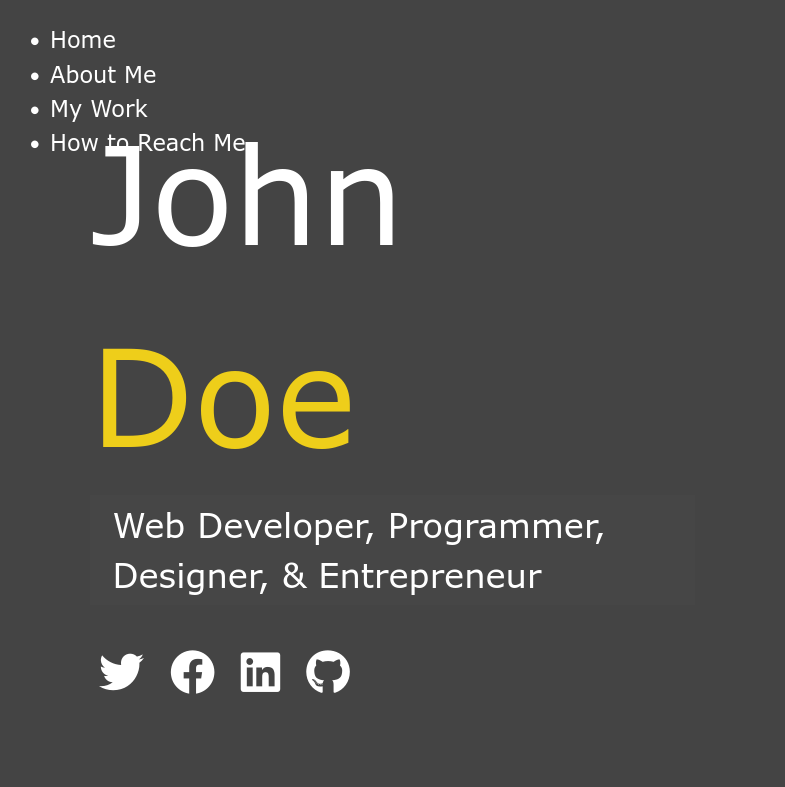 Home
About Me
My Work
How to Reach Me
John
Doe
Web Developer, Programmer,
Designer, & Entrepreneur